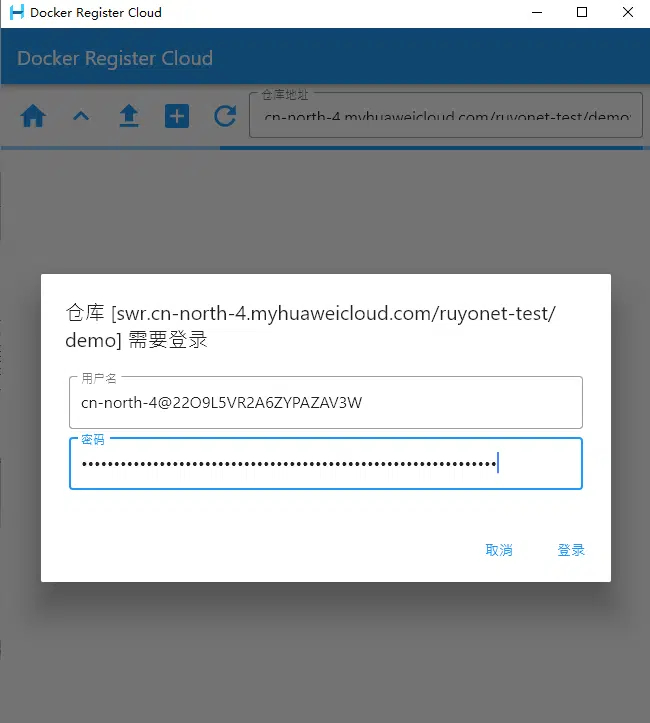 Docker Register Cloud
Docker Register Cloud
仓库地址
cn-north-4.myhuaweicloud.com/ruyonet-test/demo
仓库 [swr.cn-north-4.myhuaweicloud.com/ruyonet-test/
demo] 需要登录
用户名
cn-north-4@22O9L5VR2A6ZYPAZAV3W
密码
取消
登录